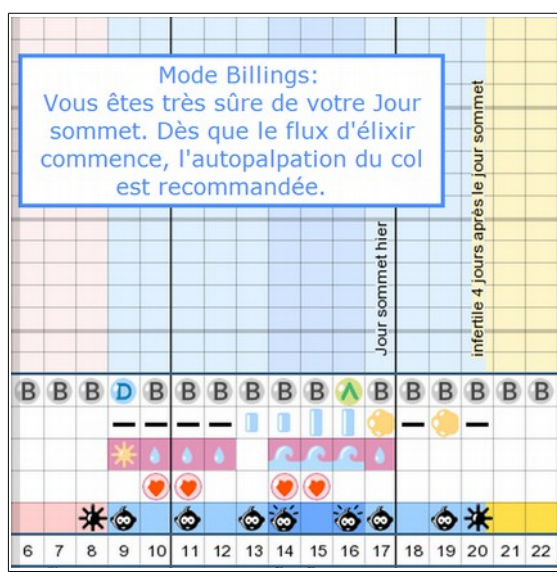 Mode Billings:
Vous êtes très sûre de votre Jour
sommet. Dès que le flux d'élixir
commence, l'autopalpation du col
est recommandée.
Jour sommet hier
infertile 4 jours après le jour sommet
B B B D B B B B B B Λ B B B B B B
6 7 8 9 10 11 12 13 14 15 16 17 18 19 20 21 22